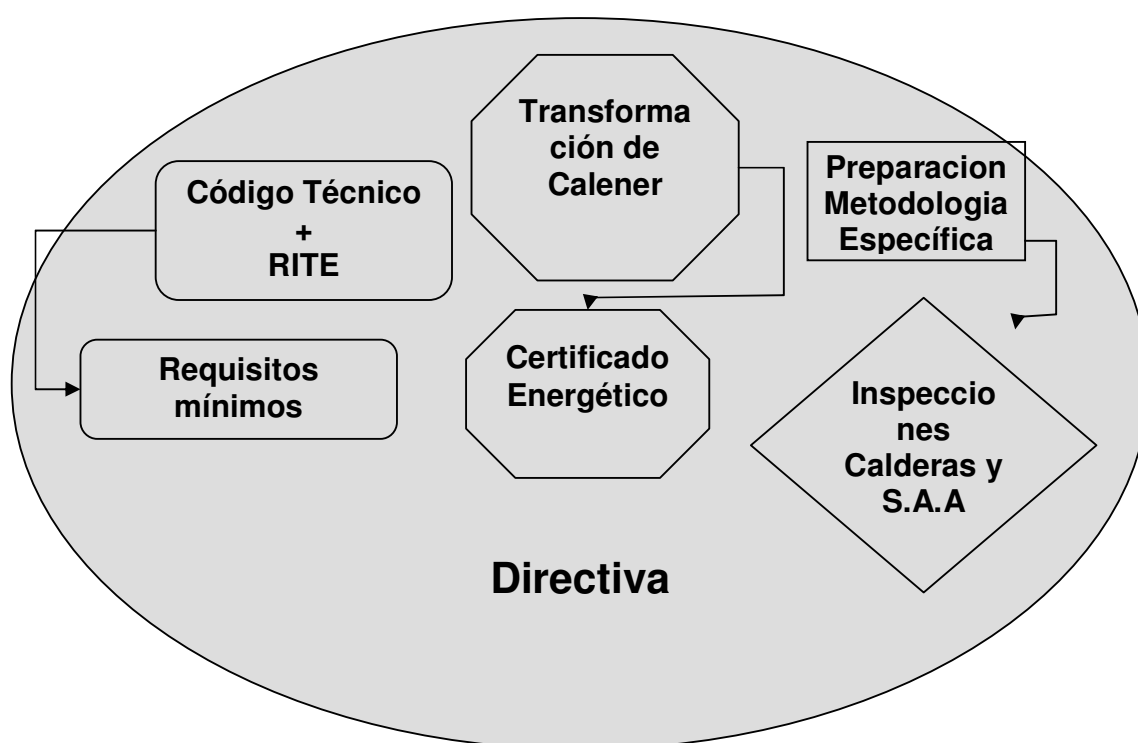 Transforma
ción de
Calener
Código Técnico
+
RITE
Preparacion
Metodologia
Específica
Requisitos
mínimos
Certificado
Energético
Inspeccio
nes
Calderas y
S.A.A
Directiva